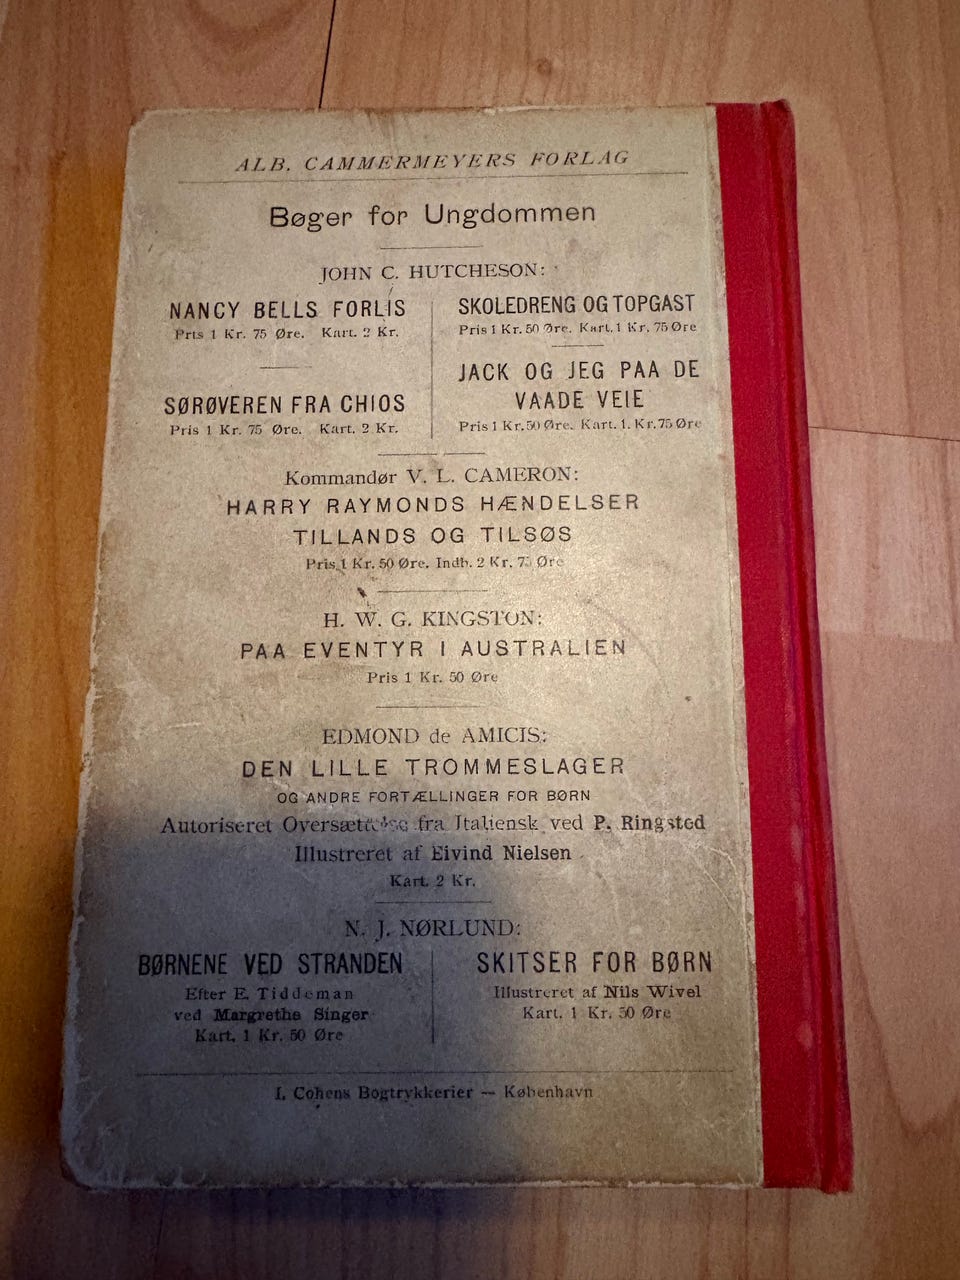 ALB. CAMMERMEYERS FORLAG
Bøger for Ungdommen
JOHN C. HUTCHESON:
NANCY BELLS FORLIS
Pris 1 Kr. 75 Øre. Kart. 2 Kr.
SØRØVEREN FRA CHIOS
Pris 1 Kr. 75 Øre. Kart. 2 Kr.
SKOLEDRENG OG TOPGAST
Pris 1 Kr. 50 Øre. Kart. 1 Kr. 75 Øre
JACK OG JEG PAA DE
VAADE VEIE
Pris 1 Kr. 50 Øre. Kart. 1. Kr. 75 Øre
Kommandør V. L. CAMERON:
HARRY RAYMONDS HÆNDELSER
TILLANDS OG TILSØS
Pris 1 Kr. 50 Øre. Indb. 2 Kr. 75 Øre
H. W. G. KINGSTON:
PAA EVENTYR I AUSTRALIEN
Pris 1 Kr. 50 Øre
EDMOND de AMICIS:
DEN LILLE TROMMESLAGER
OG ANDRE FORTÆLLINGER FOR BØRN
Autoriseret Oversættelse fra Italiensk ved P. Ringsted
Illustreret af Eivind Nielsen
Kart. 2 Kr.
N. J. NØRLUND:
BØRNENE VED STRANDEN
Efter E. Tiddeman
ved Margrethe Singer
Kart. 1 Kr. 50 Øre
SKITSER FOR BØRN
Illustreret af Nils Wivel
Kart. 1 Kr. 50 Øre
I. Cohens Bogtrykkerier — København